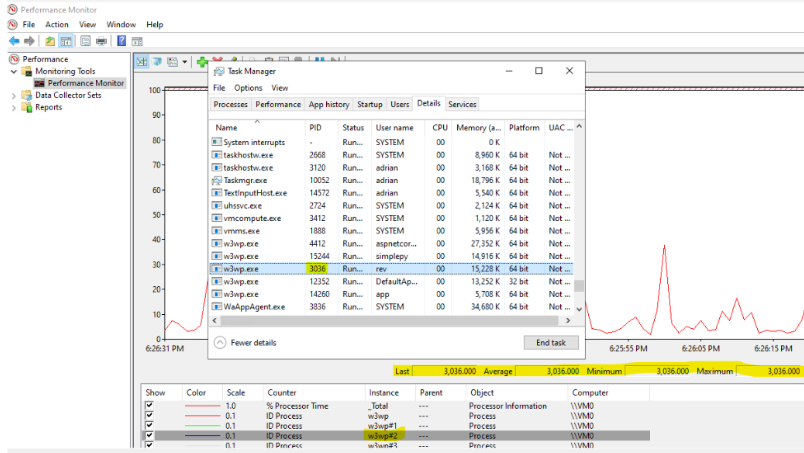 Performance Monitor
File Action View Window Help
Performance
Monitoring Tools
Performance Monitor
Data Collector Sets
Reports
100
90
80
70
60
50
40
30
20
10
0
6:26:31 PM
6:25:55 PM
6:26:05 PM
6:26:15 PM
Task Manager
File Options View
Processes Performance App history Startup Users Details Services
Name PID Status User name CPU Memory (a... Platform UAC ...
System interrupts - Run... SYSTEM 00 0 K
taskhostw.exe 2668 Run... SYSTEM 00 8,960 K 64 bit Not ...
taskhostw.exe 3120 Run... adrian 00 3,168 K 64 bit Not ...
Taskmgr.exe 10052 Run... adrian 00 18,796 K 64 bit Not ...
TextInputHost.exe 14572 Run... adrian 00 5,540 K 64 bit Not ...
uhssvc.exe 2724 Run... SYSTEM 00 2,124 K 64 bit Not ...
vmcompute.exe 3412 Run... SYSTEM 00 1,120 K 64 bit Not ...
vmms.exe 1888 Run... SYSTEM 00 5,956 K 64 bit Not ...
w3wp.exe 4412 Run... aspnetcor... 00 27,352 K 64 bit Not ...
w3wp.exe 15244 Run... simplepy 00 14,916 K 64 bit Not ...
w3wp.exe 3036 Run... rev 00 15,228 K 64 bit Not ...
w3wp.exe 12352 Run... DefaultAp... 00 13,252 K 32 bit Not ...
w3wp.exe 14260 Run... app 00 5,708 K 64 bit Not ...
WaAppAgent.exe 3836 Run... SYSTEM 00 34,680 K 64 bit Not ...
Fewer details
End task
Last 3,036.000 Average 3,036.000 Minimum 3,036.000 Maximum 3,036.000
Show Color Scale Counter Instance Parent Object Computer
1.0 % Processor Time _Total --- Processor Information \\VM0
0.1 ID Process w3wp --- Process \\VM0
0.1 ID Process w3wp#1 --- Process \\VM0
0.1 ID Process w3wp#2 --- Process \\VM0
0.1 ID Process w3wp#3 --- Process \\VM0